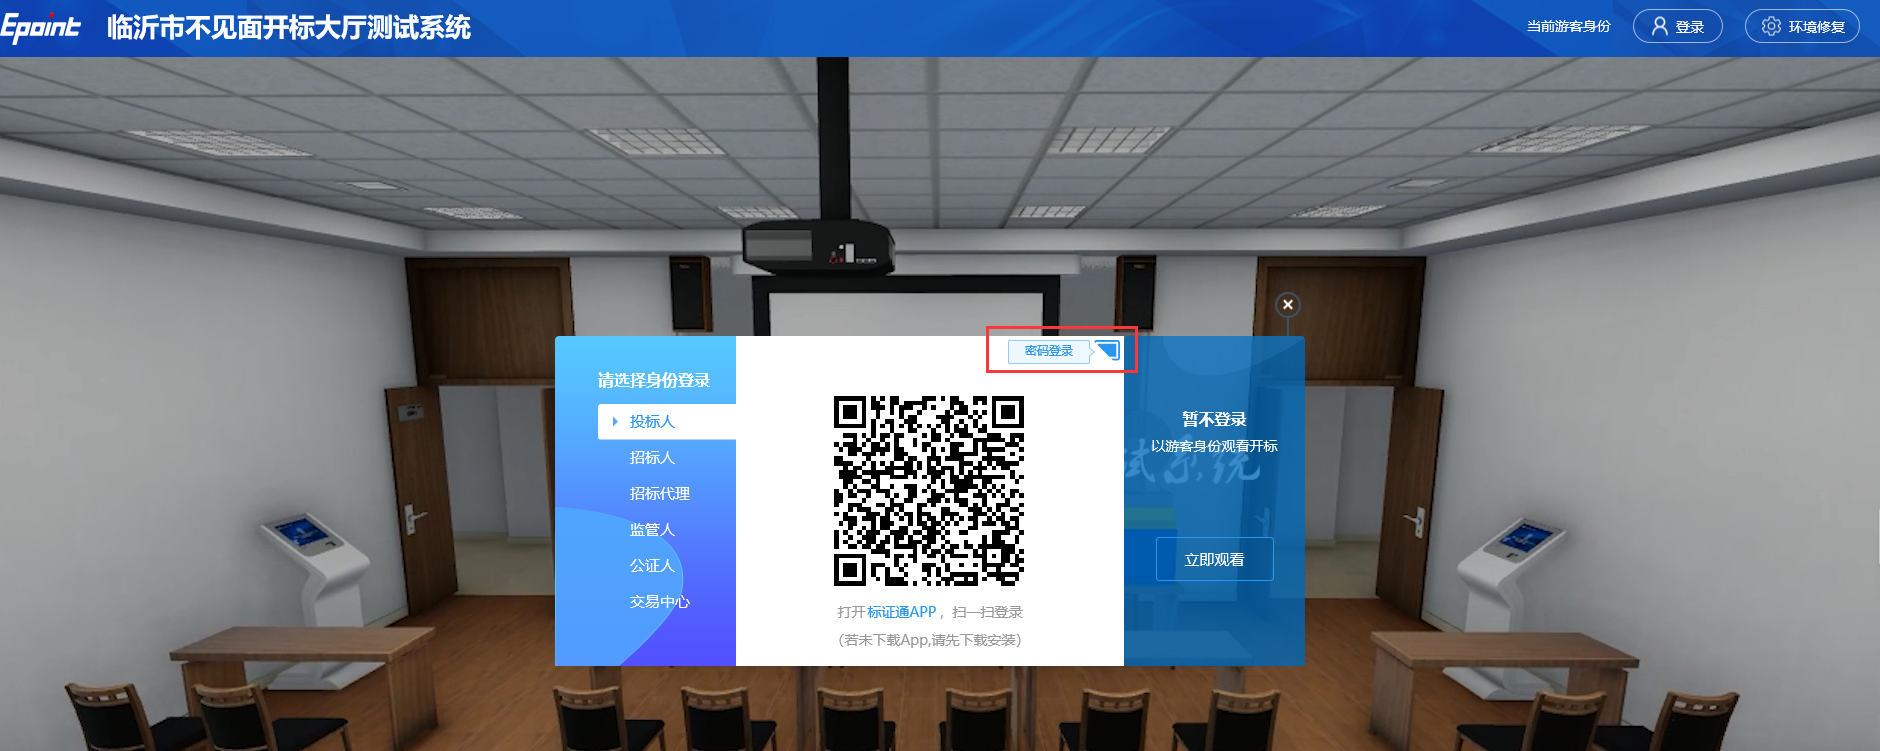 Epoint 临沂市不见面开标大厅测试系统
当前游客身份 登录 环境修复
密码登录
请选择身份登录
投标人
招标人
招标代理
监管人
公证人
交易中心
打开标证通APP，扫一扫登录
（若未下载App,请先下载安装）
暂不登录
以游客身份观看开标
试系统
立即观看